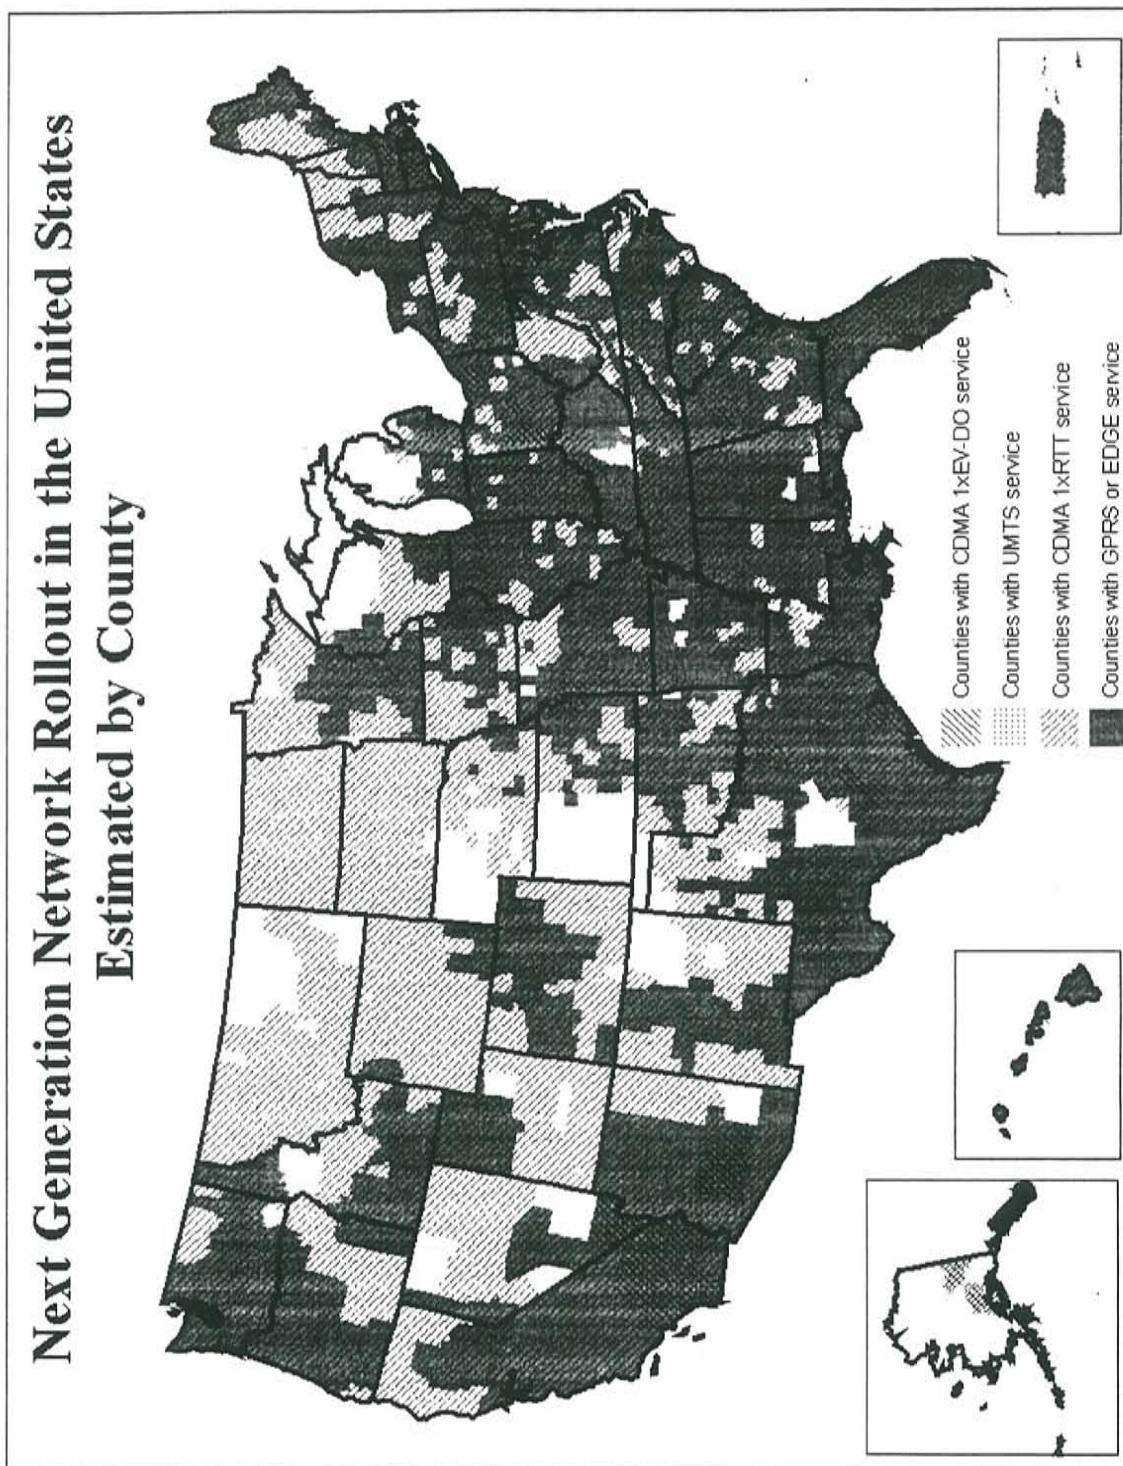 Next Generation Network Rollout in the United States
Estimated by County
Counties with CDMA 1xEV-DO service
Counties with UMTS service
Counties with CDMA 1xRTT service
Counties with GPRS or EDGE service